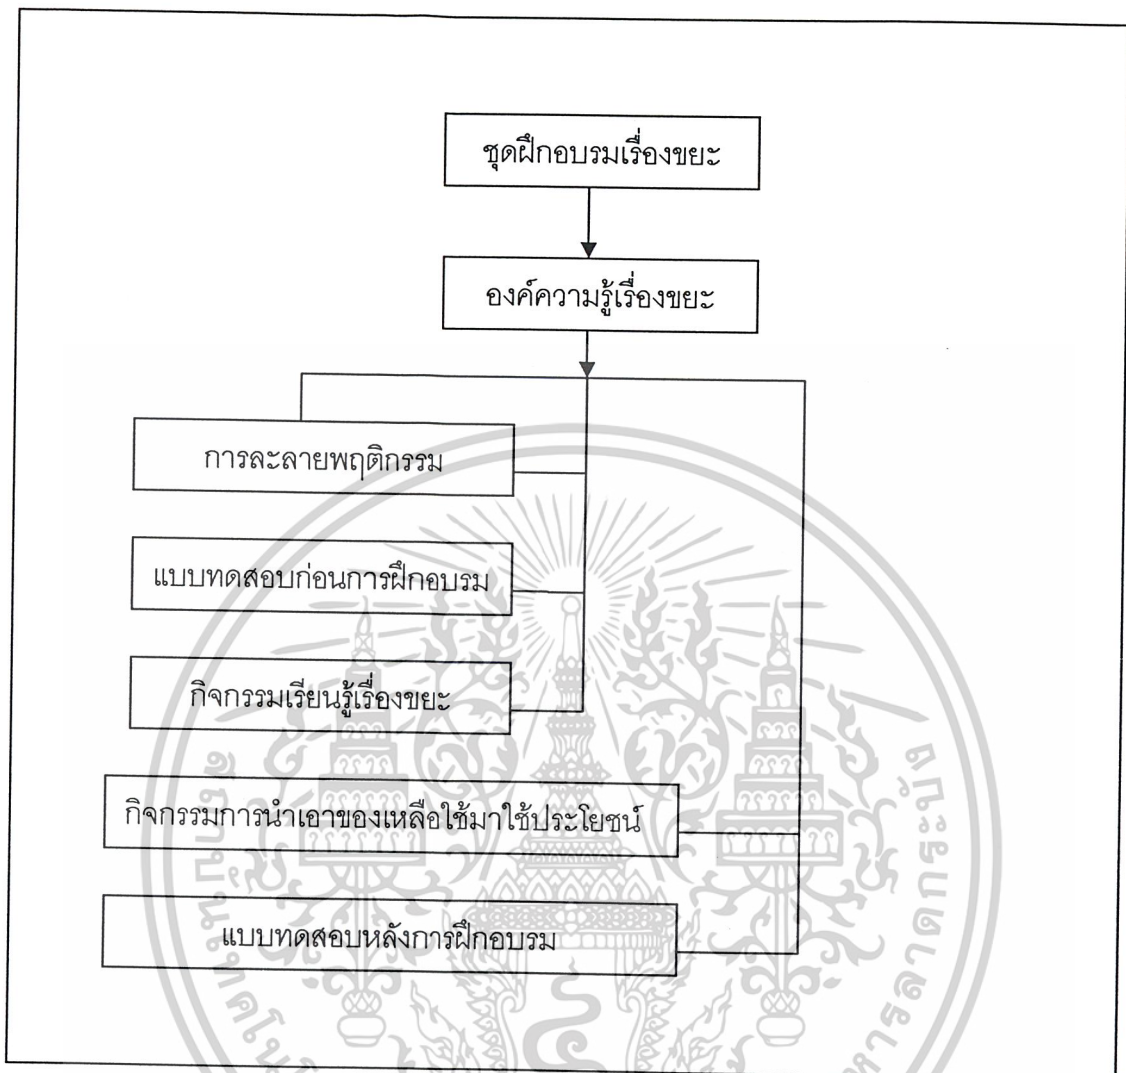 ชุดฝึกอบรมเรื่องขยะ
องค์ความรู้เรื่องขยะ
การละลายพฤติกรรม
แบบทดสอบก่อนการฝึกอบรม
กิจกรรมเรียนรู้เรื่องขยะ
กิจกรรมการนำเอาของเหลือใช้มาใช้ประโยชน์
แบบทดสอบหลังการฝึกอบรม